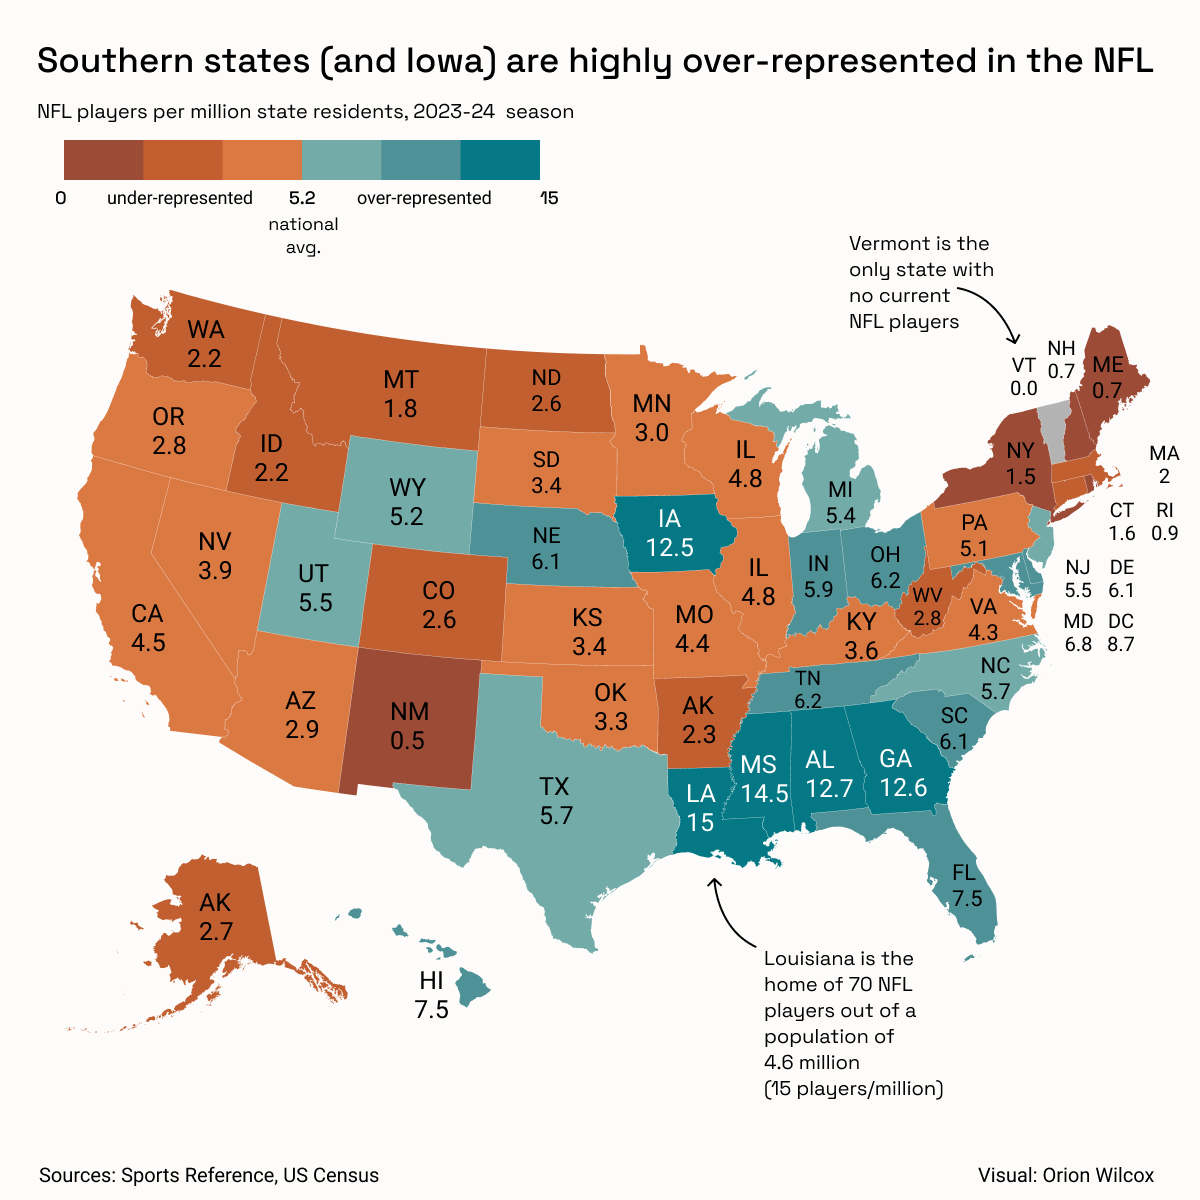 Southern states (and Iowa) are highly over-represented in the NFL
NFL players per million state residents, 2023-24 season
0 under-represented 5.2 over-represented 15
national
avg.
Vermont is the
only state with
no current
NFL players
VT
0.0
NH
0.7
ME
0.7
WA
2.2
MT
1.8
ND
2.6
MN
3.0
OR
2.8
ID
2.2
SD
3.4
IL
4.8
NY
1.5
MA
2
WY
5.2
MI
5.4
CT
1.6
RI
0.9
IA
12.5
NE
6.1
PA
5.1
NV
3.9
UT
5.5
CO
2.6
IL
4.8
IN
5.9
OH
6.2
NJ
5.5
DE
6.1
WV
2.8
VA
4.3
MD
6.8
DC
8.7
CA
4.5
KS
3.4
MO
4.4
KY
3.6
NC
5.7
TN
6.2
AZ
2.9
NM
0.5
OK
3.3
AK
2.3
SC
6.1
TX
5.7
LA
15
MS
14.5
AL
12.7
GA
12.6
FL
7.5
AK
2.7
HI
7.5
Louisiana is the
home of 70 NFL
players out of a
population of
4.6 million
(15 players/million)
Sources: Sports Reference, US Census
Visual: Orion Wilcox